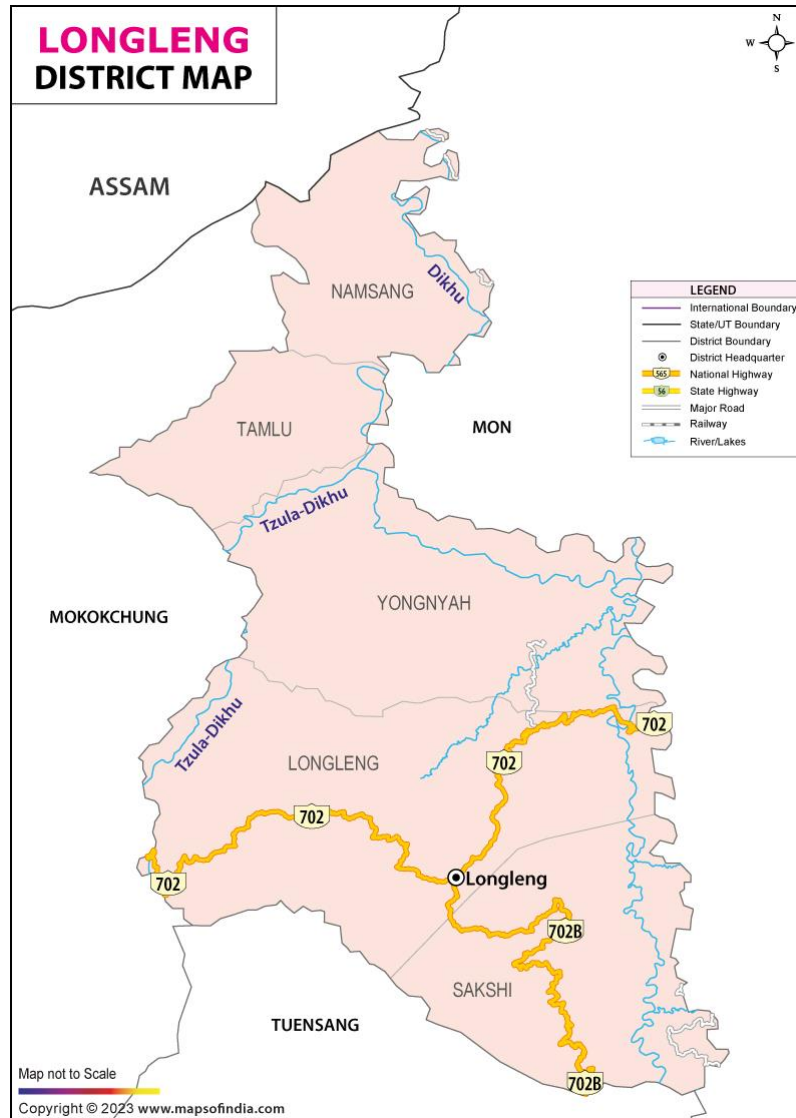 LONGLENG
DISTRICT MAP
N
W
E
S
ASSAM
NAMSANG
Dikhu
LEGEND
International Boundary
State/UT Boundary
District Boundary
District Headquarter
565 National Highway
56 State Highway
Major Road
Railway
River/Lakes
TAMLU
MON
Tzula-Dikhu
YONGNYAH
MOKOKCHUNG
Tzula-Dikhu
702
LONGLENG
702
702
702
Longleng
702B
SAKSHI
TUENSANG
702B
Map not to Scale
Copyright © 2023 www.mapsofindia.com